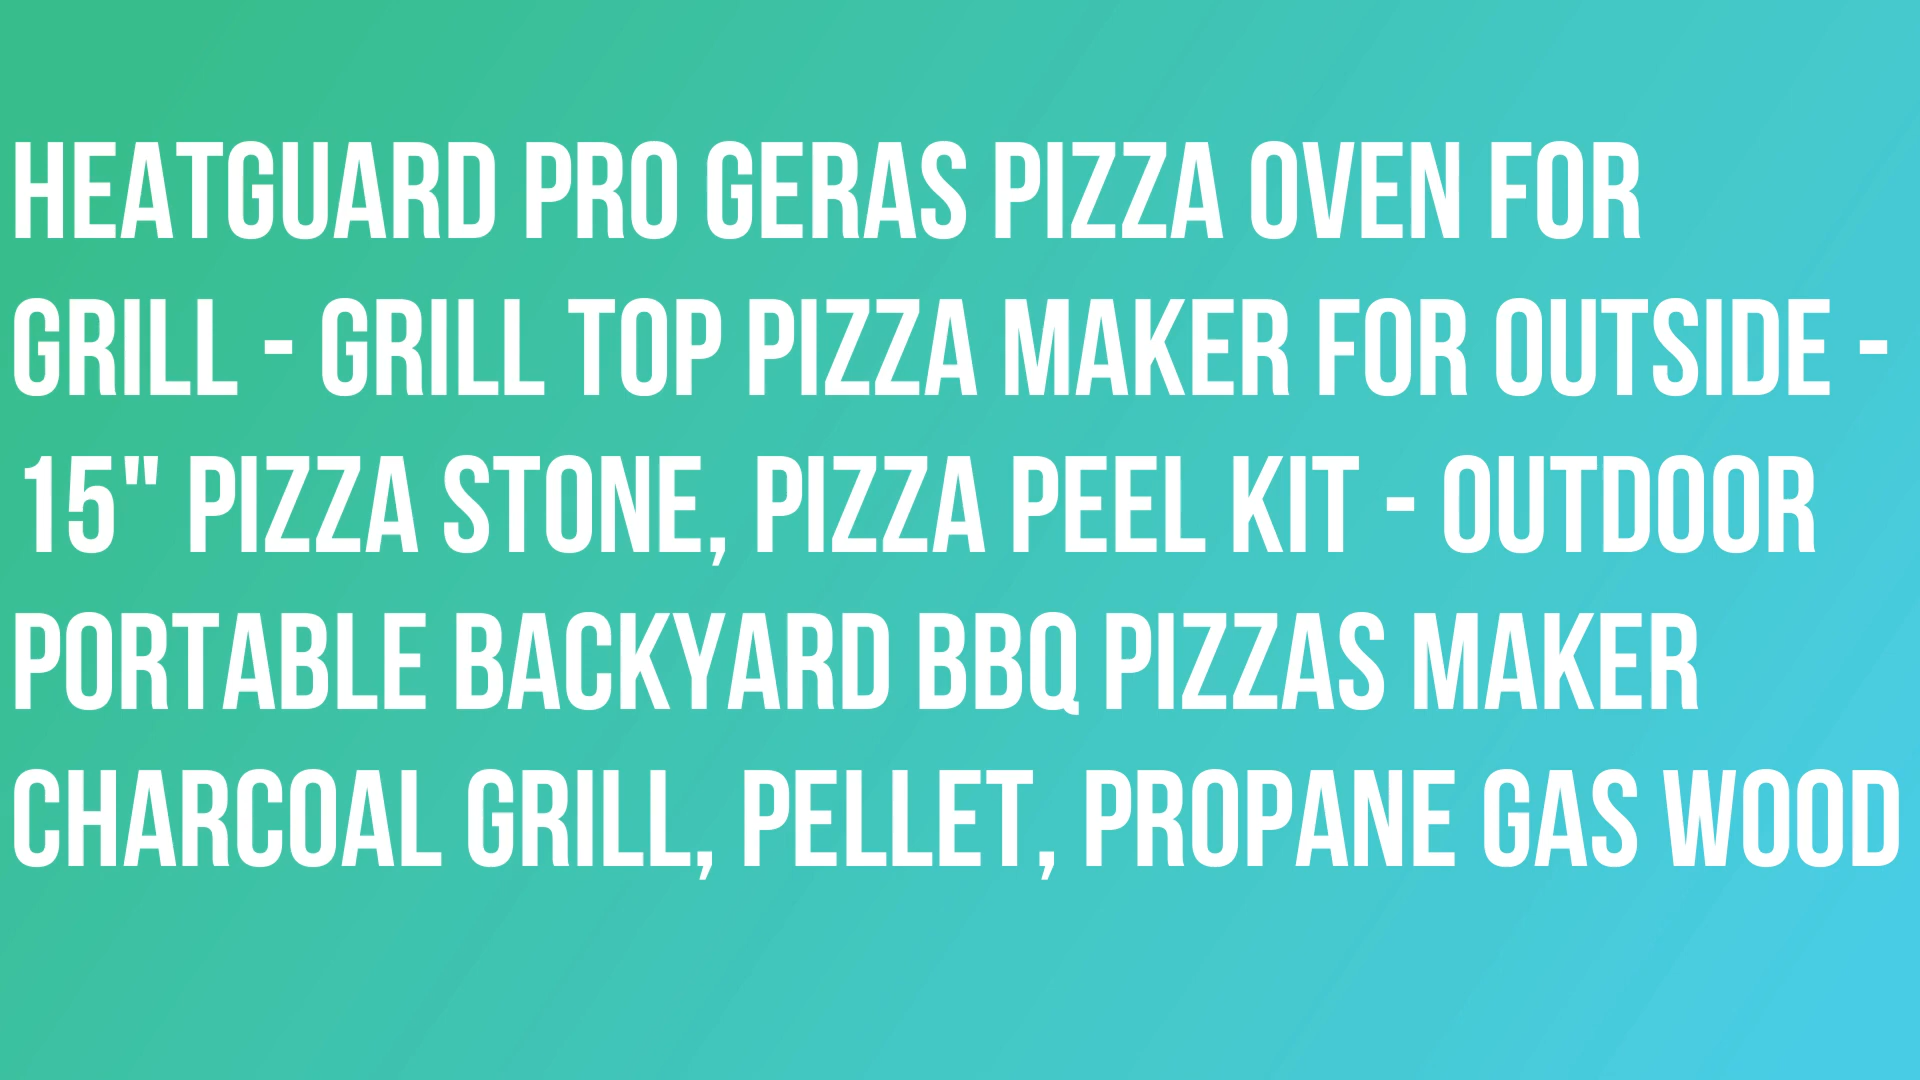 HEATGUARD PRO GERAS PIZZA OVEN FOR
GRILL - GRILL TOP PIZZA MAKER FOR OUTSIDE -
15" PIZZA STONE, PIZZA PEEL KIT - OUTDOOR
PORTABLE BACKYARD BBQ PIZZAS MAKER
CHARCOAL GRILL, PELLET, PROPANE GAS WOOD